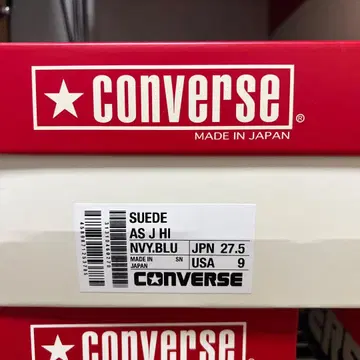 ★ CONVERSE®
MADE IN JAPAN
SUEDE
AS J HI
NVY.BLU JPN 27.5
MADE IN JAPAN SN USA 9
CONVERSE
★ CONVERSE